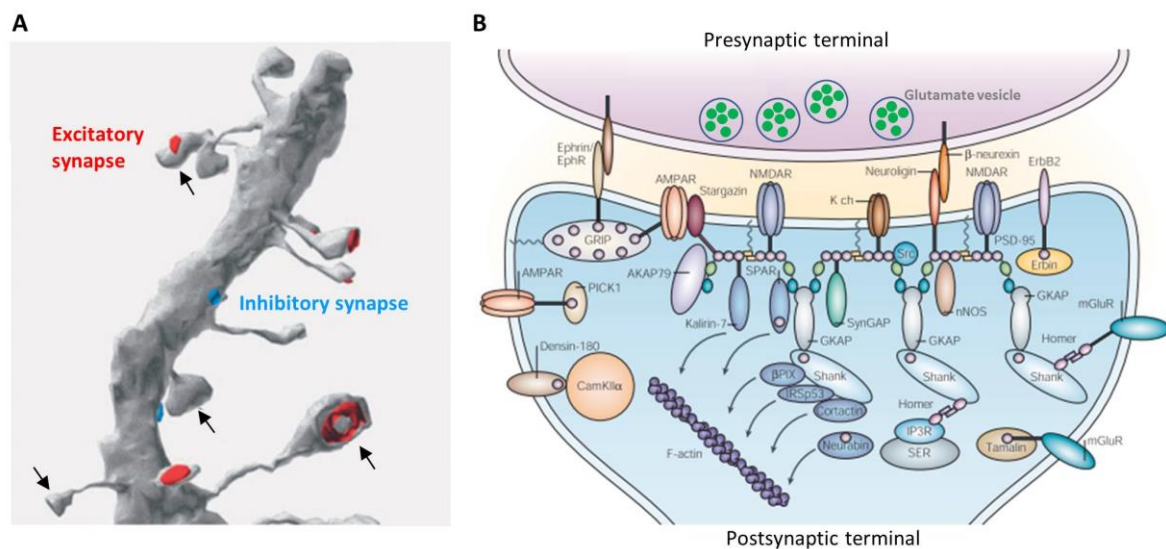 A
Excitatory
synapse
Inhibitory synapse
B
Presynaptic terminal
Glutamate vesicle
Ephrin/
EphR
AMPAR
Stargazin
NMDAR
K ch
Neuroligin
β-neurexin
NMDAR
ErbB2
GRIP
PSD-95
Src
Erbin
AMPAR
PICK1
AKAP79
SPAR
Kalirin-7
SynGAP
nNOS
GKAP
GKAP
GKAP
mGluR
Homer
Densin-180
CamKIIα
βPIX
IRSp53
Cortactin
Shank
Shank
Shank
Homer
F-actin
Neurabin
IP3R
SER
Tamalin
mGluR
Postsynaptic terminal